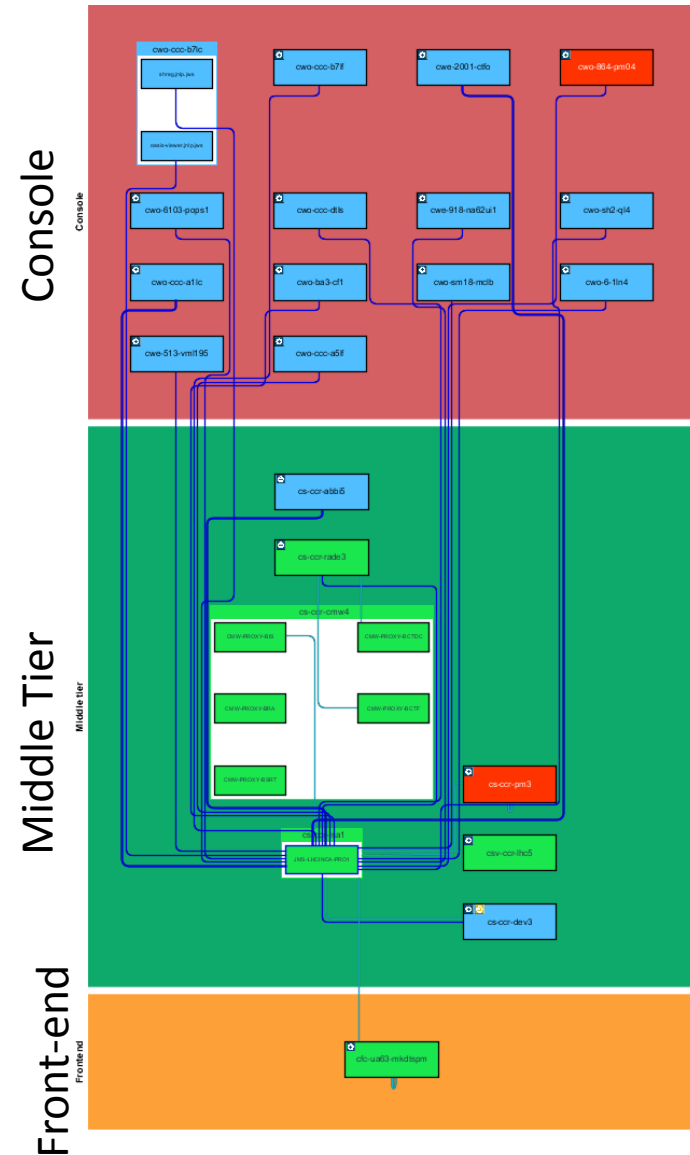 Console
Console
cwo-ccc-b7lc
cwo-ccc-b7lf
cwe-2001-ctfo
cwo-864-pm04
cwo-6103-pops1
cwo-ccc-dtls
cwe-918-na62ui1
cwo-sh2-ql4
cwo-ccc-a1lc
cwo-ba3-cf1
cwo-sm18-mclb
cwo-6-1ln4
cwe-513-vml195
cwo-ccc-a5lf
Middle Tier
Middle tier
cs-ccr-abbi5
cs-ccr-rade3
cs-ccr-cmw4
CMW-PROXY-BIS
CMW-PROXY-BCTDC
CMW-PROXY-BRA
CMW-PROXY-BCTF
CMW-PROXY-BSRT
cs-ccr-pm3
csv-ccr-lhc5
cs-ccr-dev3
Front-end
Frontend
cfc-ua63-mkdtspm